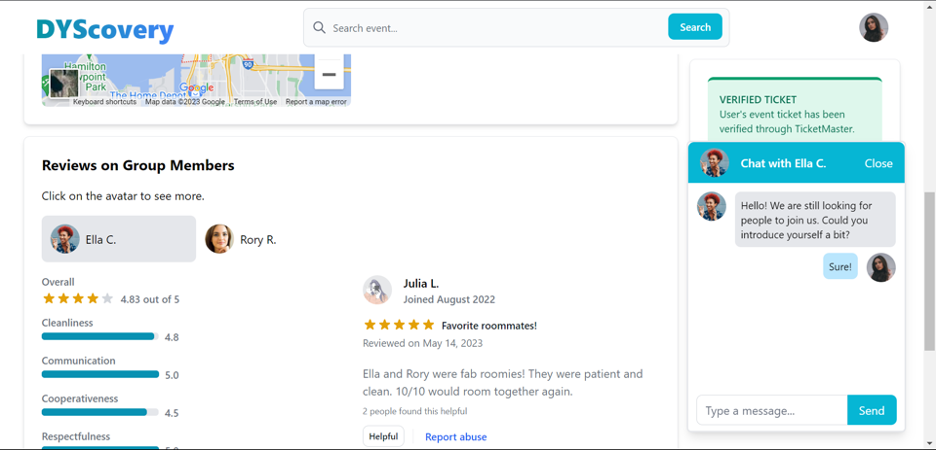 DYScovery
Search event...
Search
Hamilton
Park
The Home Depot
90
Google
Keyboard shortcuts
Map data ©2023 Google
Terms of Use
Report a map error
VERIFIED TICKET
User's event ticket has been
verified through TicketMaster.
Reviews on Group Members
Click on the avatar to see more.
Ella C.
Rory R.
Overall
4.83 out of 5
Cleanliness
4.8
Communication
5.0
Cooperativeness
4.5
Respectfulness
Julia L.
Joined August 2022
Favorite roommates!
Reviewed on May 14, 2023
Ella and Rory were fab roomies! They were patient and
clean. 10/10 would room together again.
2 people found this helpful
Helpful
Report abuse
Chat with Ella C.
Close
Hello! We are still looking for
people to join us. Could you
introduce yourself a bit?
Sure!
Type a message...
Send